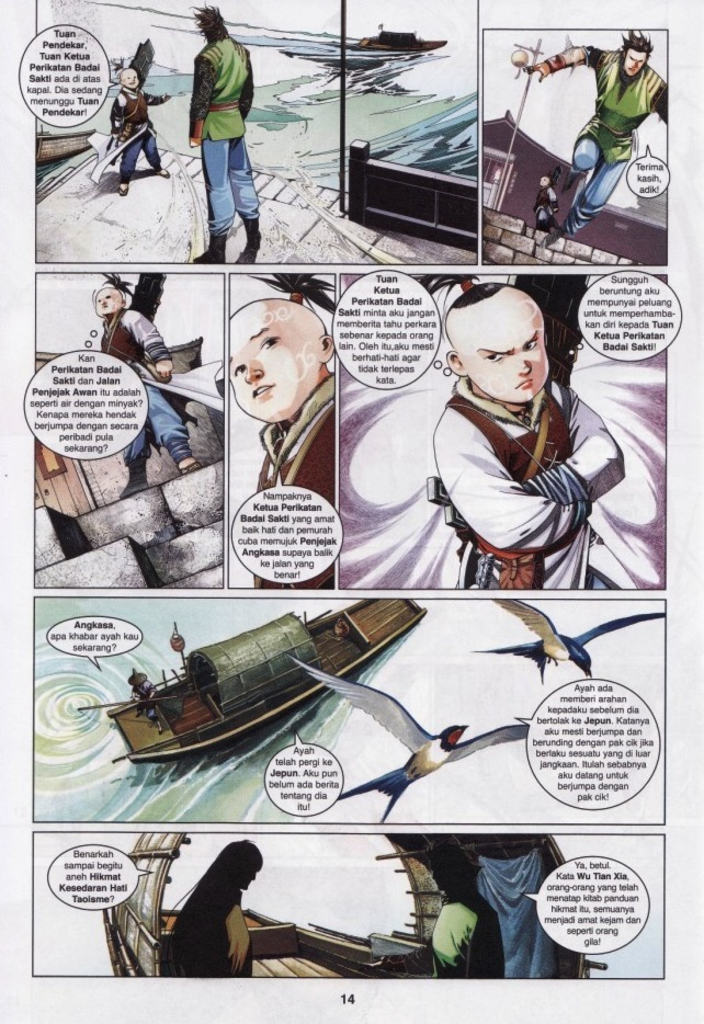 Tuan
Pendekar,
Tuan Ketua
Perikatan Badai
Sakti ada di atas
kapal. Dia sedang
menunggu Tuan
Pendekar!
Terima
kasih,
adik!
Kan
Perikatan Badai
Sakti dan Jalan
Penjejak Awan itu adalah
seperti air dengan minyak?
Kenapa mereka hendak
berjumpa dengan secara
peribadi pula
sekarang?
Nampaknya
Ketua Perikatan
Badai Sakti yang amat
baik hati dan pemurah
cuba memujuk Penjejak
Angkasa supaya balik
ke jalan yang
benar!
Tuan
Ketua
Perikatan Badai
Sakti minta aku jangan
memberita tahu perkara
sebenar kepada orang
lain. Oleh itu,aku mesti
berhati-hati agar
tidak terlepas
kata.
Sungguh
beruntung aku
mempunyai peluang
untuk memperhamba-
kan diri kepada Tuan
Ketua Perikatan
Badai Sakti!
Angkasa,
apa khabar ayah kau
sekarang?
Ayah
telah pergi ke
Jepun. Aku pun
belum ada berita
tentang dia
itu!
Ayah ada
memberi arahan
kepadaku sebelum dia
bertolak ke Jepun. Katanya
aku mesti berjumpa dan
berunding dengan pak cik jika
berlaku sesuatu yang di luar
jangkaan. Itulah sebabnya
aku datang untuk
berjumpa dengan
pak cik!
Benarkah
sampai begitu
aneh Hikmat
Kesedaran Hati
Taoisme?
Ya, betul.
Kata Wu Tian Xia,
orang-orang yang telah
menatap kitab panduan
hikmat itu, semuanya
menjadi amat kejam dan
seperti orang
gila!
14